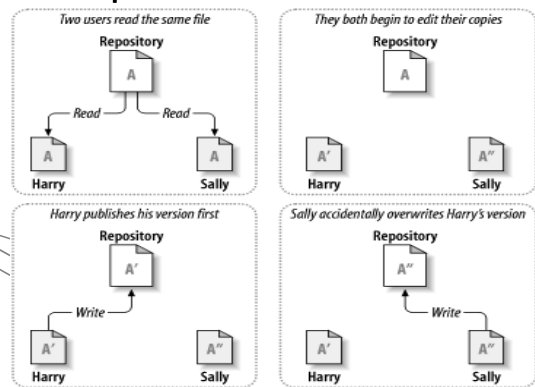 Two users read the same file
Repository
A
Read Read
A A
Harry Sally
They both begin to edit their copies
Repository
A
A' A"
Harry Sally
Harry publishes his version first
Repository
A'
Write
A' A"
Harry Sally
Sally accidentally overwrites Harry's version
Repository
A"
Write
A' A"
Harry Sally